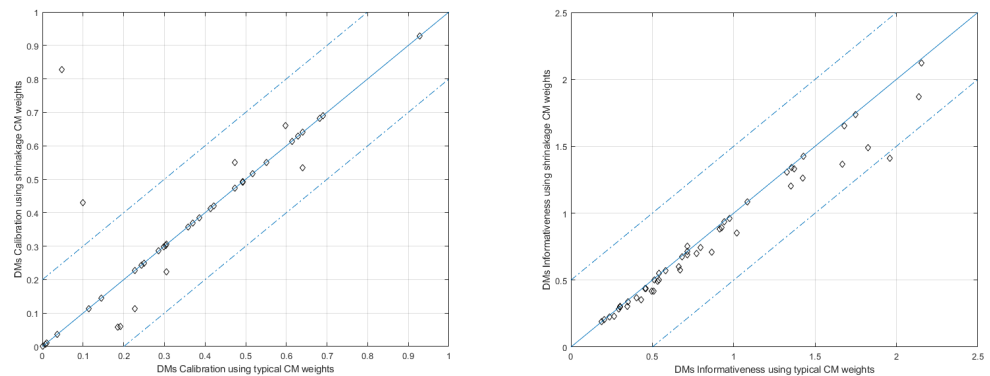 1
0.9
0.8
0.7
0.6
0.5
0.4
0.3
0.2
0.1
0
DMs Calibration using shrinakage CM weights
0 0.1 0.2 0.3 0.4 0.5 0.6 0.7 0.8 0.9 1
DMs Calibration using typical CM weights
2.5
2
1.5
1
0.5
0
DMs Informativeness using shrinakage CM weights
0 0.5 1 1.5 2 2.5
DMs Informativeness using typical CM weights